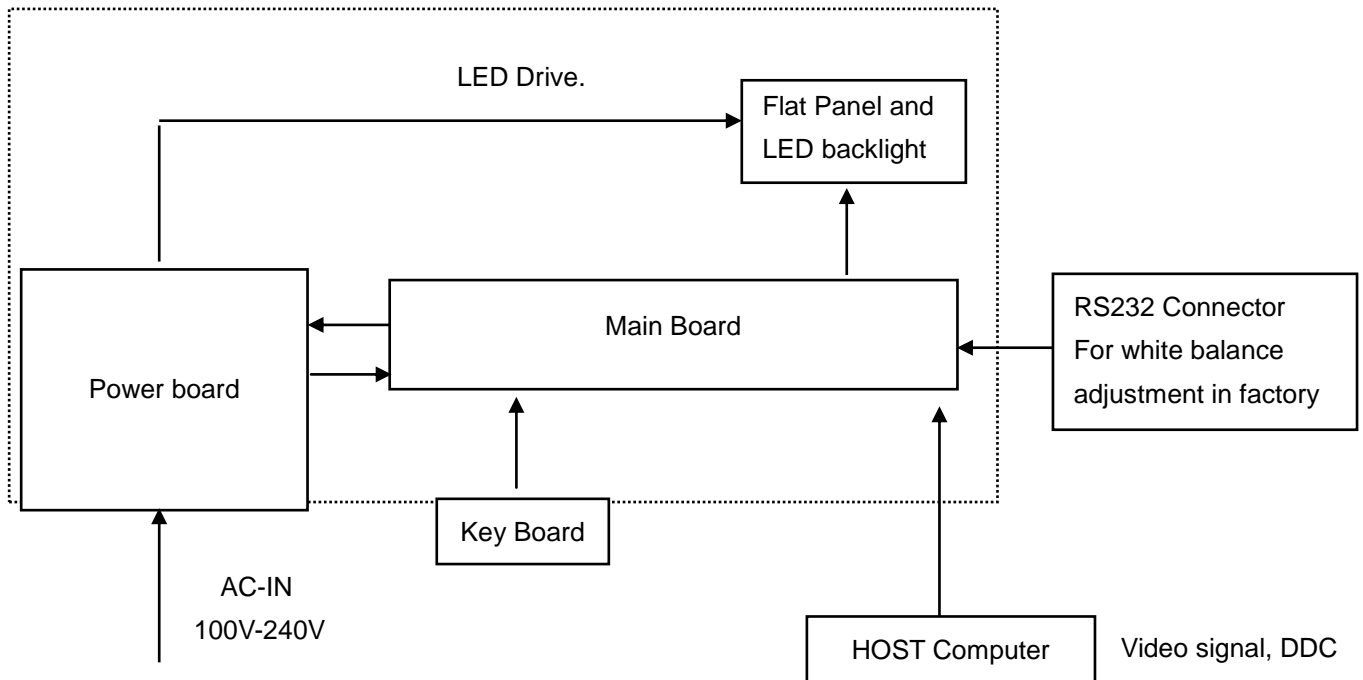 LED Drive.
Flat Panel and
LED backlight
Main Board
RS232 Connector
For white balance
adjustment in factory
Power board
Key Board
AC-IN
100V-240V
HOST Computer
Video signal, DDC